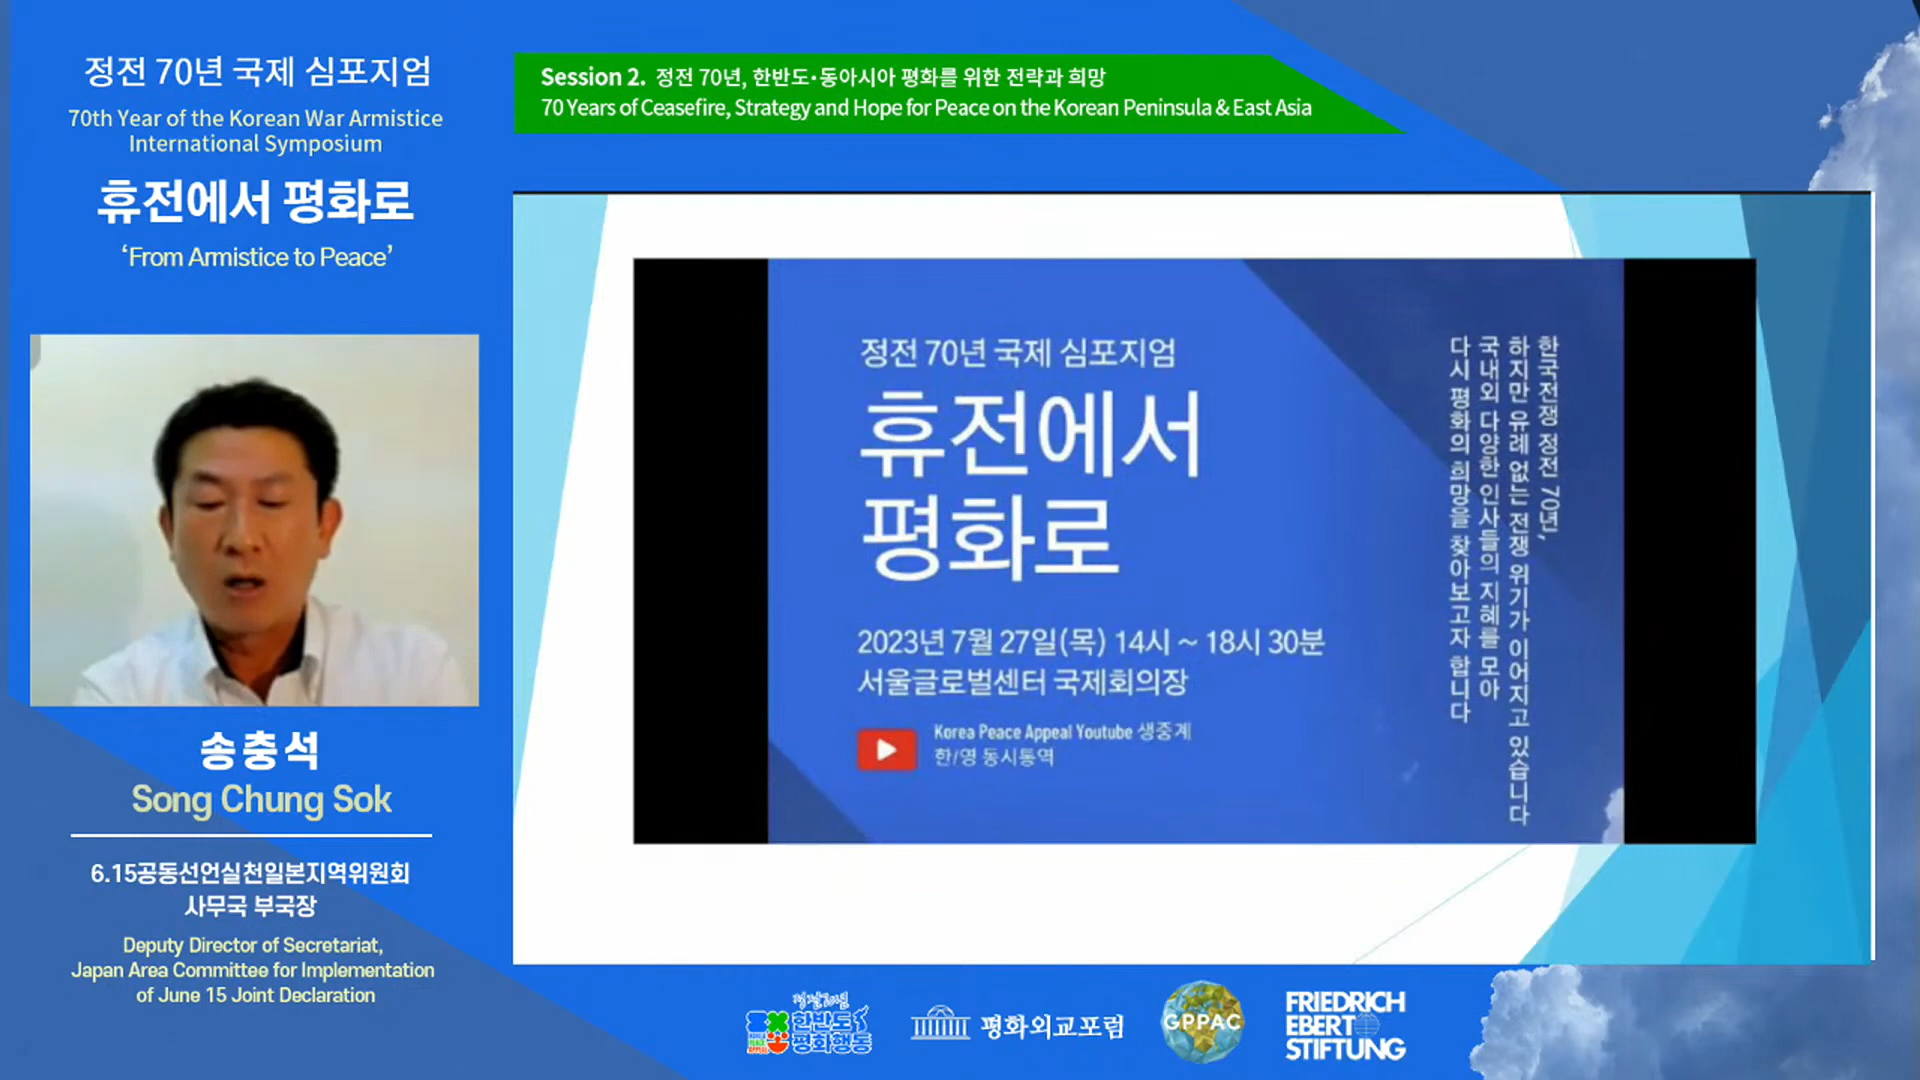 정전 70년 국제 심포지엄
70th Year of the Korean War Armistice
International Symposium
휴전에서 평화로
‘From Armistice to Peace’
Session 2. 정전 70년, 한반도·동아시아 평화를 위한 전략과 희망
70 Years of Ceasefire, Strategy and Hope for Peace on the Korean Peninsula & East Asia
정전 70년 국제 심포지엄
휴전에서
평화로
2023년 7월 27일(목) 14시 ~ 18시 30분
서울글로벌센터 국제회의장
Korea Peace Appeal Youtube 생중계
한/영 동시통역
한국전쟁 정전 70년,
하지만 유례 없는 전쟁 위기가 이어지고 있습니다
국내외 다양한 인사들의 지혜를 모아
다시 평화의 희망을 찾아보고자 합니다
송충석
Song Chung Sok
6.15공동선언실천일본지역위원회
사무국 부국장
Deputy Director of Secretariat,
Japan Area Committee for Implementation
of June 15 Joint Declaration
정전70년
한반도
평화행동
KOREA
PEACE
APPEAL
평화외교포럼
GPPAC
FRIEDRICH
EBERT
STIFTUNG